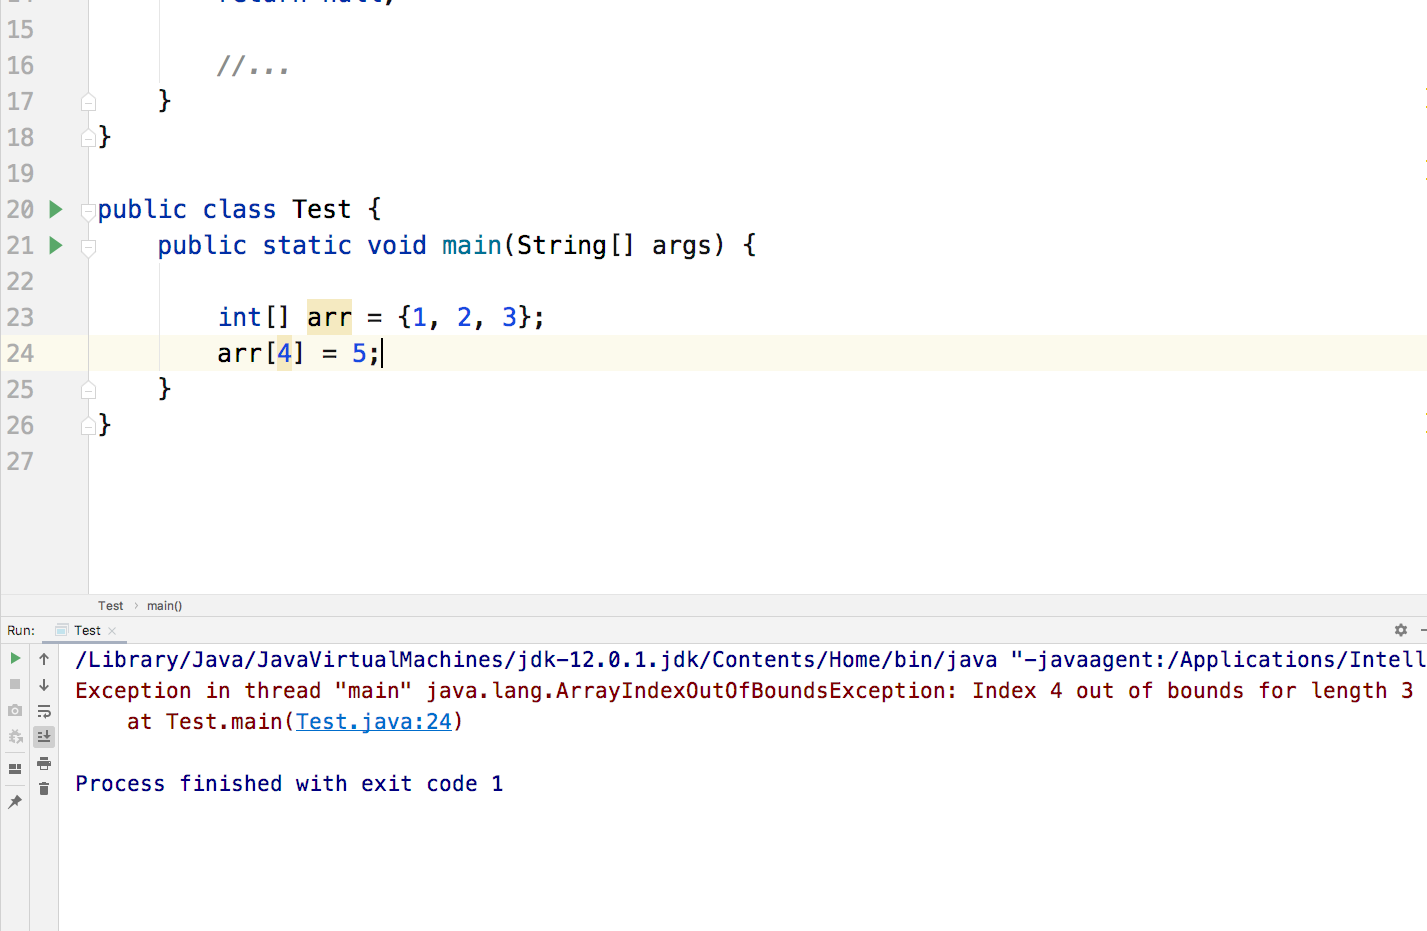 return null;
15
16 //...
17 }
18 }
19
20 public class Test {
21 public static void main(String[] args) {
22
23 int[] arr = {1, 2, 3};
24 arr[4] = 5;
25 }
26 }
27
Test › main()
Run: Test
/Library/Java/JavaVirtualMachines/jdk-12.0.1.jdk/Contents/Home/bin/java "-javaagent:/Applications/Intell
Exception in thread "main" java.lang.ArrayIndexOutOfBoundsException: Index 4 out of bounds for length 3
at Test.main(Test.java:24)
Process finished with exit code 1